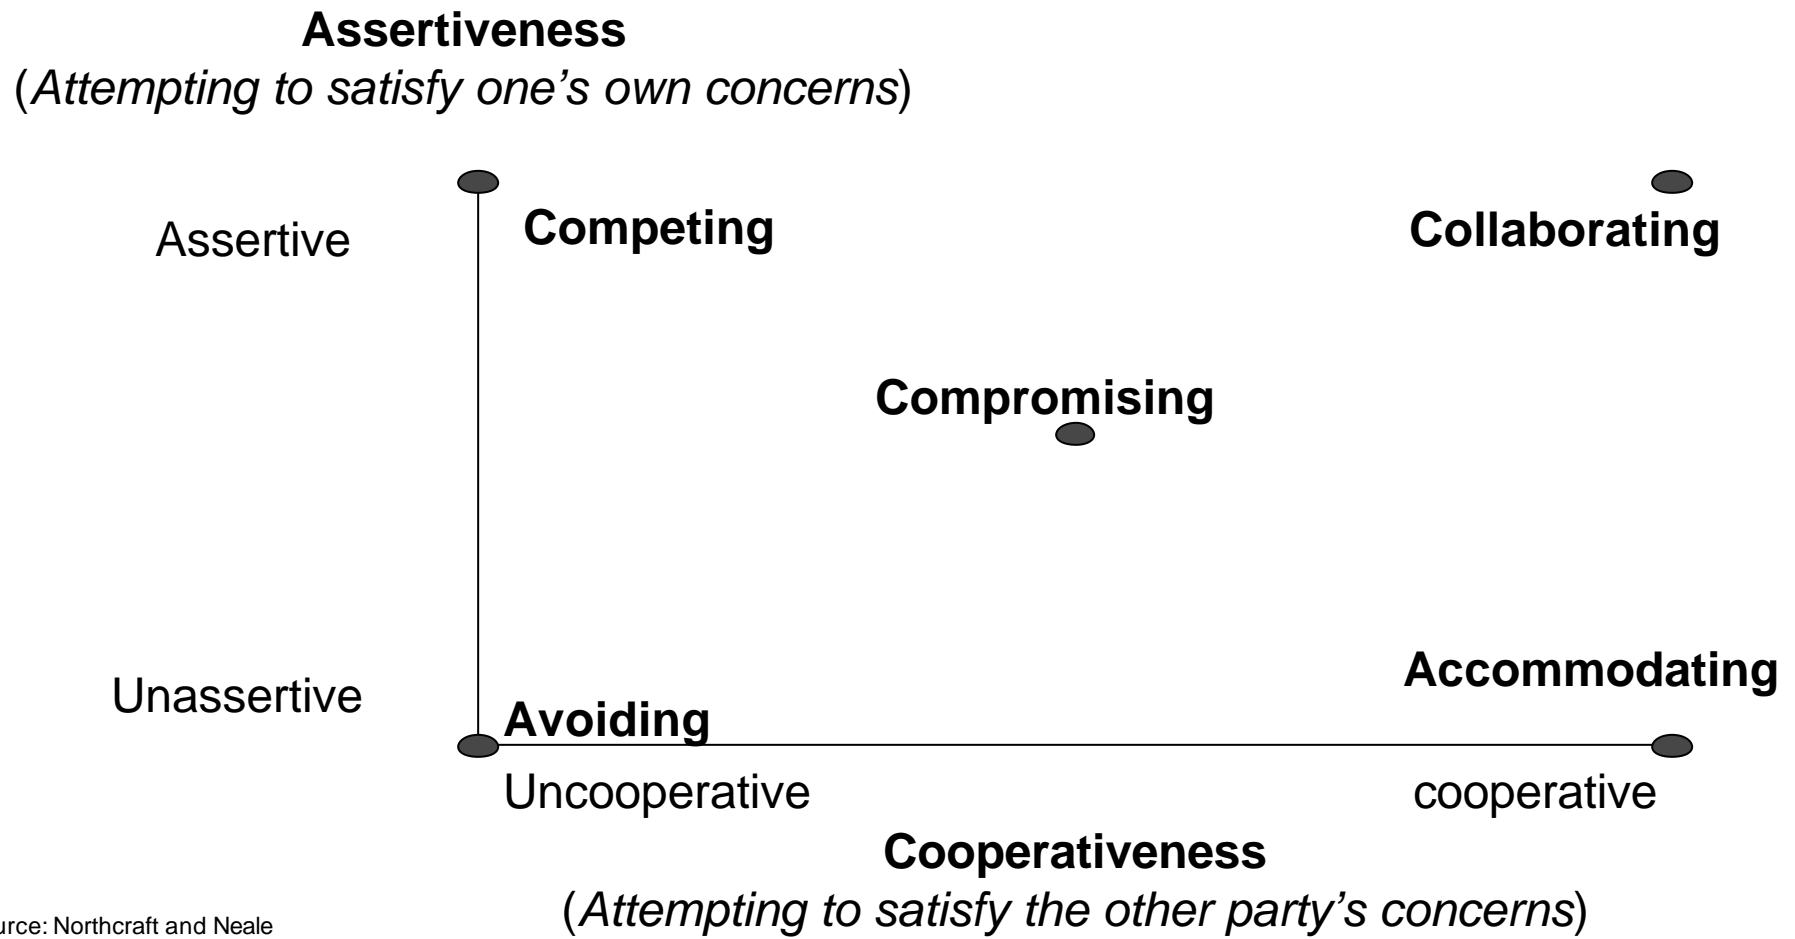 Assertiveness
(Attempting to satisfy one’s own concerns)
Assertive
Competing
Collaborating
Compromising
Accommodating
Unassertive
Avoiding
Uncooperative
cooperative
Cooperativeness
(Attempting to satisfy the other party’s concerns)
urce: Northcraft and Neale